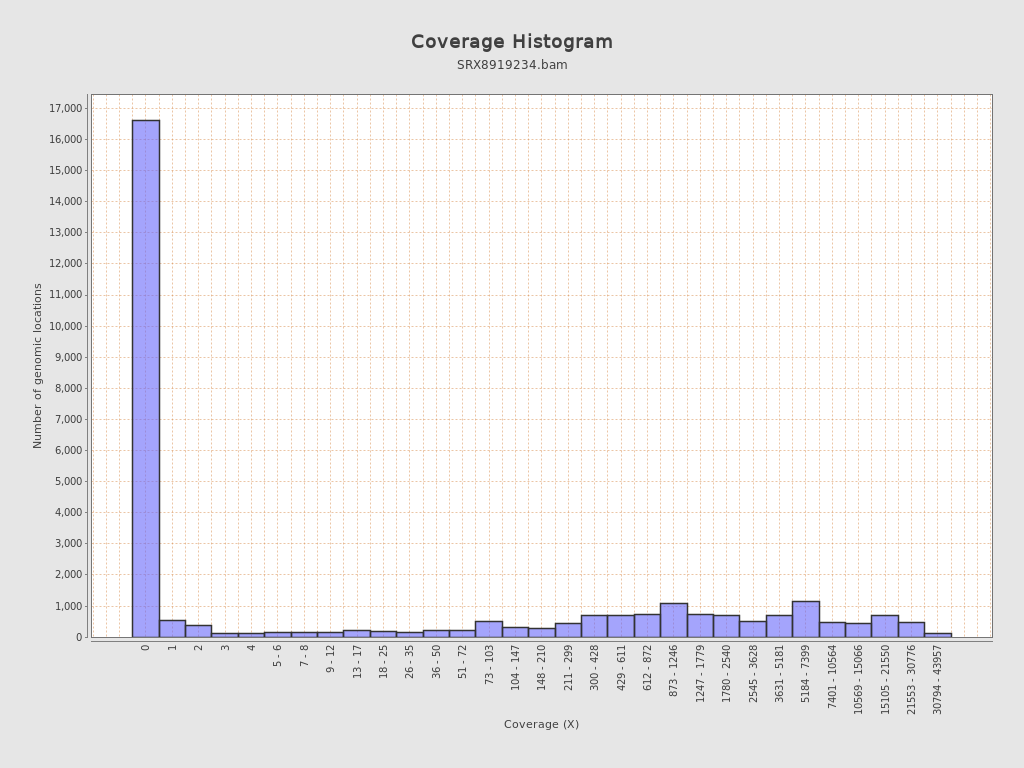 Coverage Histogram
SRX8919234.bam
17,000
16,000
15,000
14,000
13,000
12,000
11,000
10,000
9,000
8,000
7,000
6,000
5,000
4,000
3,000
2,000
1,000
0
Number of genomic locations
0
1
2
3
4
5 - 6
7 - 8
9 - 12
13 - 17
18 - 25
26 - 35
36 - 50
51 - 72
73 - 103
104 - 147
148 - 210
211 - 299
300 - 428
429 - 611
612 - 872
873 - 1246
1247 - 1779
1780 - 2540
2545 - 3628
3631 - 5181
5184 - 7399
7401 - 10564
10569 - 15066
15105 - 21550
21553 - 30776
30794 - 43957
Coverage (X)